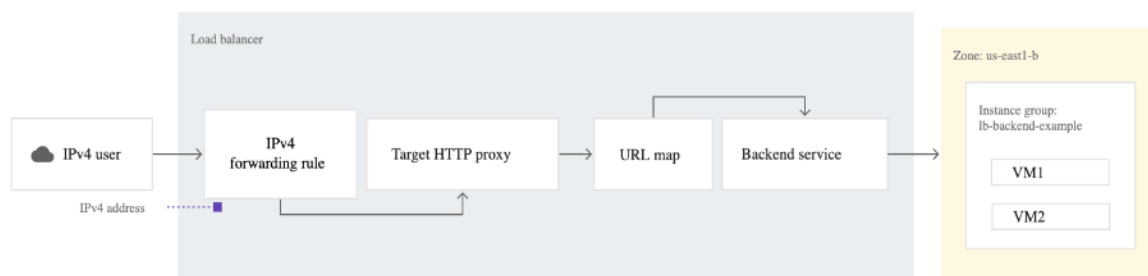 Load balancer
Zone: us-east1-b
Instance group:
lb-backend-example
IPv4 user
IPv4
forwarding rule
Target HTTP proxy
URL map
Backend service
VM1
VM2
IPv4 address